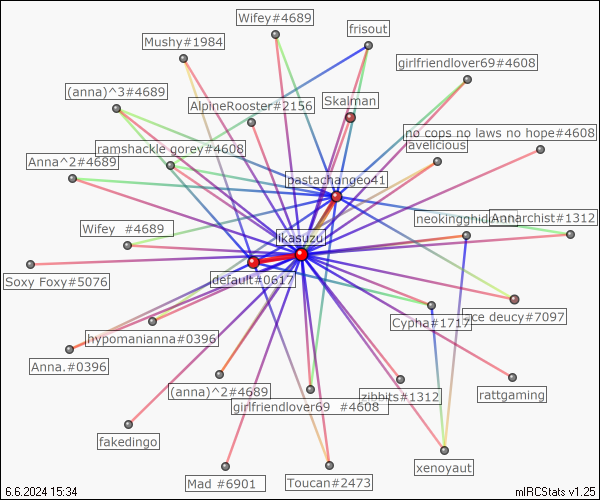 Wifey#4689
frisout
Mushy#1984
girlfriendlover69#4608
(anna)^3#4689
AlpineRooster#2156
Skalman
no cops no laws no hope#4608
ramshackle gorey#4608
avelicious
Anna^2#4689
pastachangeo41
neokingghidorah
Annarchist#1312
Wifey  #4689
ikasuzu
Soxy Foxy#5076
default#0617
ace deucy#7097
Cypha#1717
hypomanianna#0396
Anna.#0396
(anna)^2#4689
zibbits#1312
rattgaming
girlfriendlover69  #4608
fakedingo
xenoyaut
Mad #6901
Toucan#2473
6.6.2024 15:34
mIRCStats v1.25